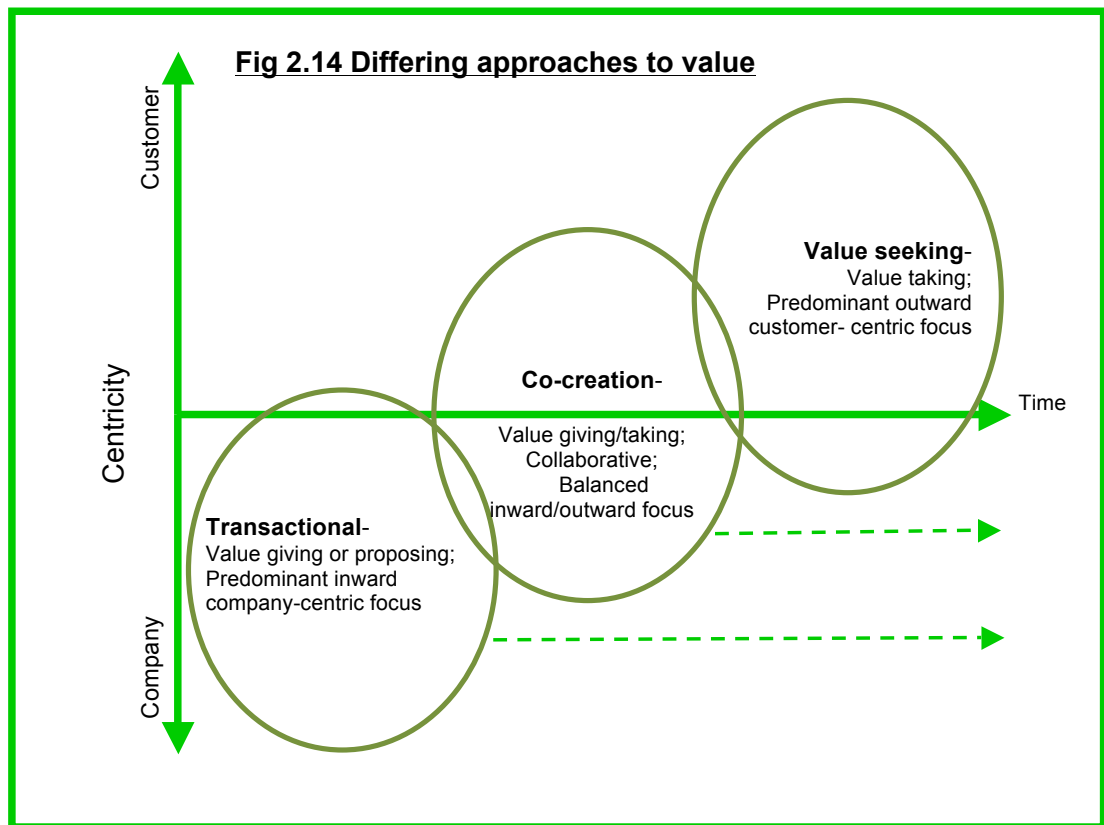 Fig 2.14 Differing approaches to value
Customer
Centricity
Company
Time
Value seeking-
Value taking;
Predominant outward
customer- centric focus
Co-creation-
Value giving/taking;
Collaborative;
Balanced
inward/outward focus
Transactional-
Value giving or proposing;
Predominant inward
company-centric focus